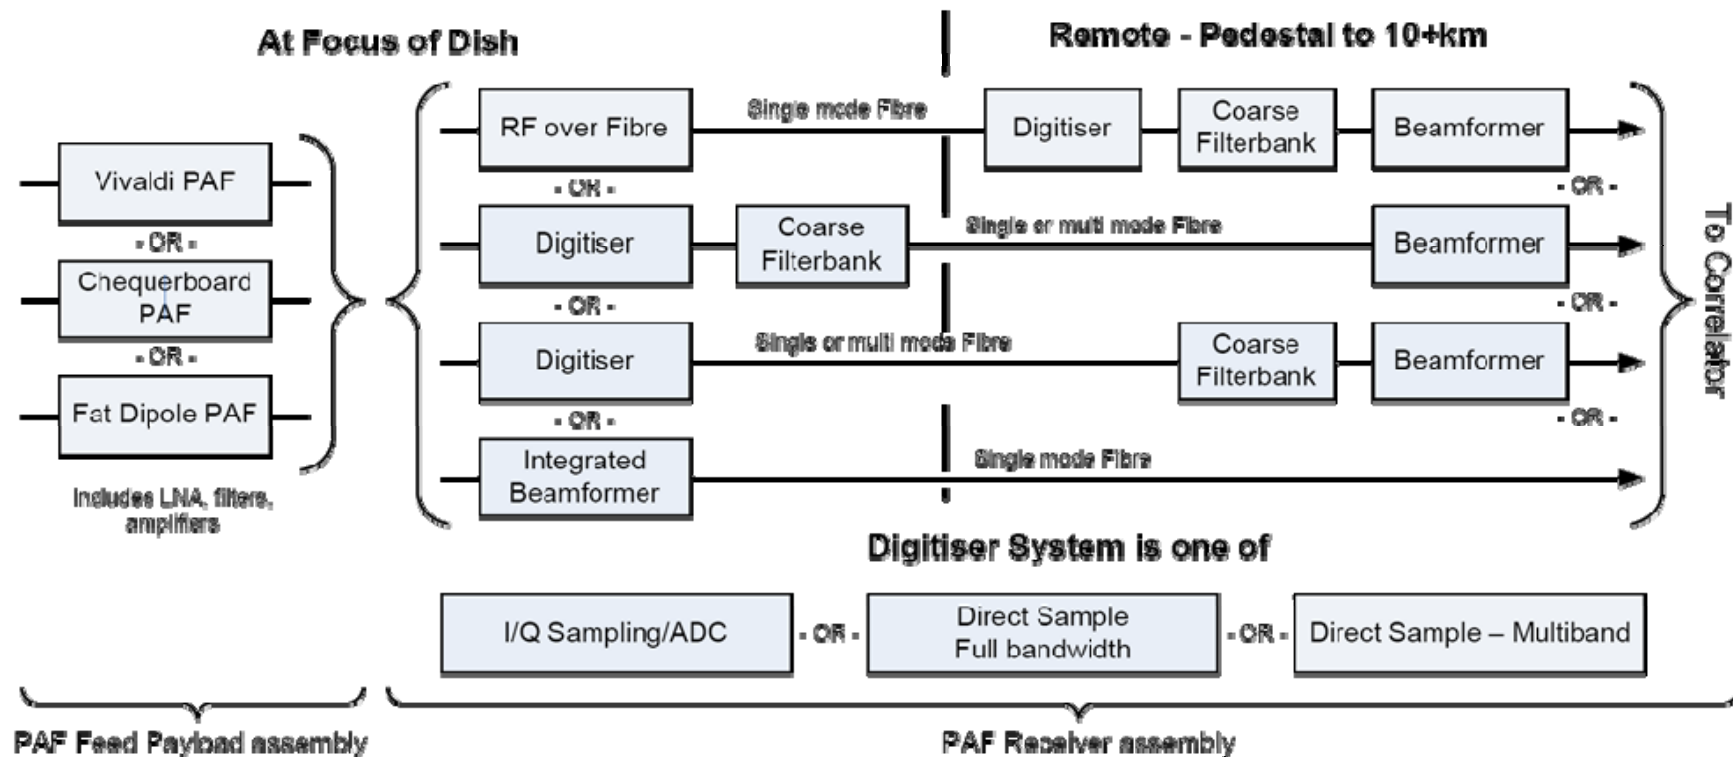 At Focus of Dish
Remote - Pedestal to 10+km
Vivaldi PAF
- OR -
Chequerboard
PAF
- OR -
Fat Dipole PAF
Includes LNA, filters,
amplifiers
RF over Fibre
Single mode Fibre
Digitiser
Coarse
Filterbank
Beamformer
- OR -
- OR -
Digitiser
Coarse
Filterbank
Single or multi mode Fibre
Beamformer
- OR -
- OR -
Digitiser
Single or multi mode Fibre
Coarse
Filterbank
Beamformer
- OR -
- OR -
Integrated
Beamformer
Single mode Fibre
To Correlator
Digitiser System is one of
I/Q Sampling/ADC
- OR -
Direct Sample
Full bandwidth
- OR -
Direct Sample – Multiband
PAF Feed Payload assembly
PAF Receiver assembly